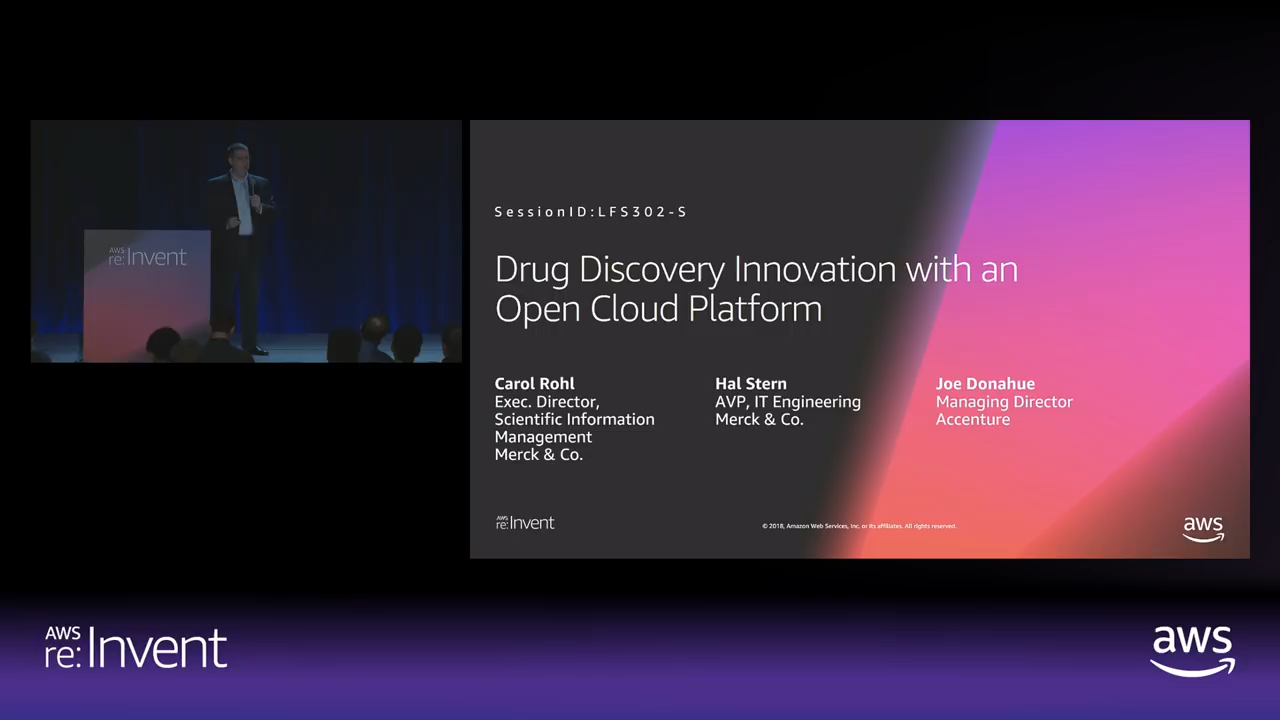 AWS
re:Invent
SessionID:LFS302-S
Drug Discovery Innovation with an
Open Cloud Platform
Carol Rohl
Exec. Director,
Scientific Information
Management
Merck & Co.
Hal Stern
AVP, IT Engineering
Merck & Co.
Joe Donahue
Managing Director
Accenture
AWS
re:Invent
© 2018, Amazon Web Services, Inc. or its affiliates. All rights reserved.
aws
AWS
re:Invent
aws